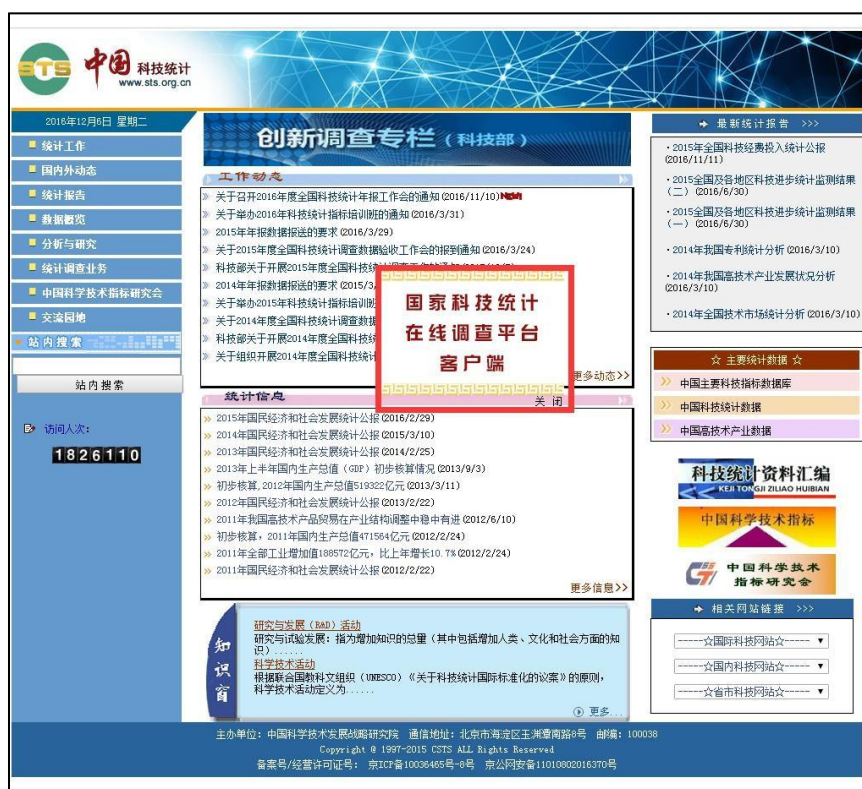 STS 中国 科技统计
www.sts.org.cn
2016年12月6日 星期二
统计工作
国内外动态
统计报告
数据概览
分析与研究
统计调查业务
中国科学技术指标研究会
交流园地
站内搜索
站内搜索
访问人次:
1826110
创新调查专栏(科技部)
工作动态
关于召开2016年度全国科技统计年报工作会的通知(2016/11/10)
关于举办2016年科技统计指标培训班的通知(2016/3/31)
2015年年报数据报送的要求(2016/3/29)
关于2015年度全国科技统计调查数据验收工作会的报到通知(2016/3/24)
科技部关于开展2015年度全国科技统
2014年年报数据报送的要求(2015/3
关于举办2015年科技统计指标培训班
关于2014年度全国科技统计调查数据
科技部关于开展2014年度全国科技统
关于组织开展2014年度全国科技统计
更多动态>>
国家科技统计
在线调查平台
客户端
关闭
统计信息
2015年国民经济和社会发展统计公报(2016/2/29)
2014年国民经济和社会发展统计公报(2015/3/10)
2013年国民经济和社会发展统计公报(2014/2/25)
2013年上半年国内生产总值(GDP)初步核算情况(2013/9/3)
初步核算,2012年国内生产总值519322亿元(2013/3/11)
2012年国民经济和社会发展统计公报(2013/2/22)
2011年我国高技术产品贸易在产业结构调整中稳中有进(2012/6/10)
初步核算,2011年国内生产总值471564亿元(2012/2/24)
2011年全部工业增加值188572亿元,比上年增长10.7%(2012/2/24)
2011年国民经济和社会发展统计公报(2012/2/22)
更多信息>>
知识窗
研究与发展(R&D)活动
研究与试验发展:指为增加知识的总量(其中包括增加人类、文化和社会方面的知
识)......
科学技术活动
根据联合国教科文组织(UNESCO)《关于科技统计国际标准化的议案》的原则,
科学技术活动定义为......
更多...
最新统计报告 >>>
·2015年全国科技经费投入统计公报
(2016/11/11)
·2015全国及各地区科技进步统计监测结果
(二)(2016/6/30)
·2015全国及各地区科技进步统计监测结果
(一)(2016/6/30)
·2014年我国专利统计分析(2016/3/10)
·2014年我国高技术产业发展状况分析
(2016/3/10)
·2014年全国技术市场统计分析(2016/3/10)
☆ 主要统计数据 ☆
中国主要科技指标数据库
中国科技统计数据
中国高技术产业数据
科技统计资料汇编
KEJI TONGJI ZILIAO HUIBIAN
中国科学技术指标
中国科学技术
指标研究会
相关网站链接 >>>
-----☆国际科技网站☆-----
-----☆国内科技网站☆-----
-----☆省市科技网站☆-----
主办单位:中国科学技术发展战略研究院 通信地址:北京市海淀区玉渊潭南路8号 邮编:100038
Copyright @ 1997-2015 CSTS ALL Rights Reserved
备案号/经营许可证号: 京ICP备10036465号-8号 京公网安备11010802016370号